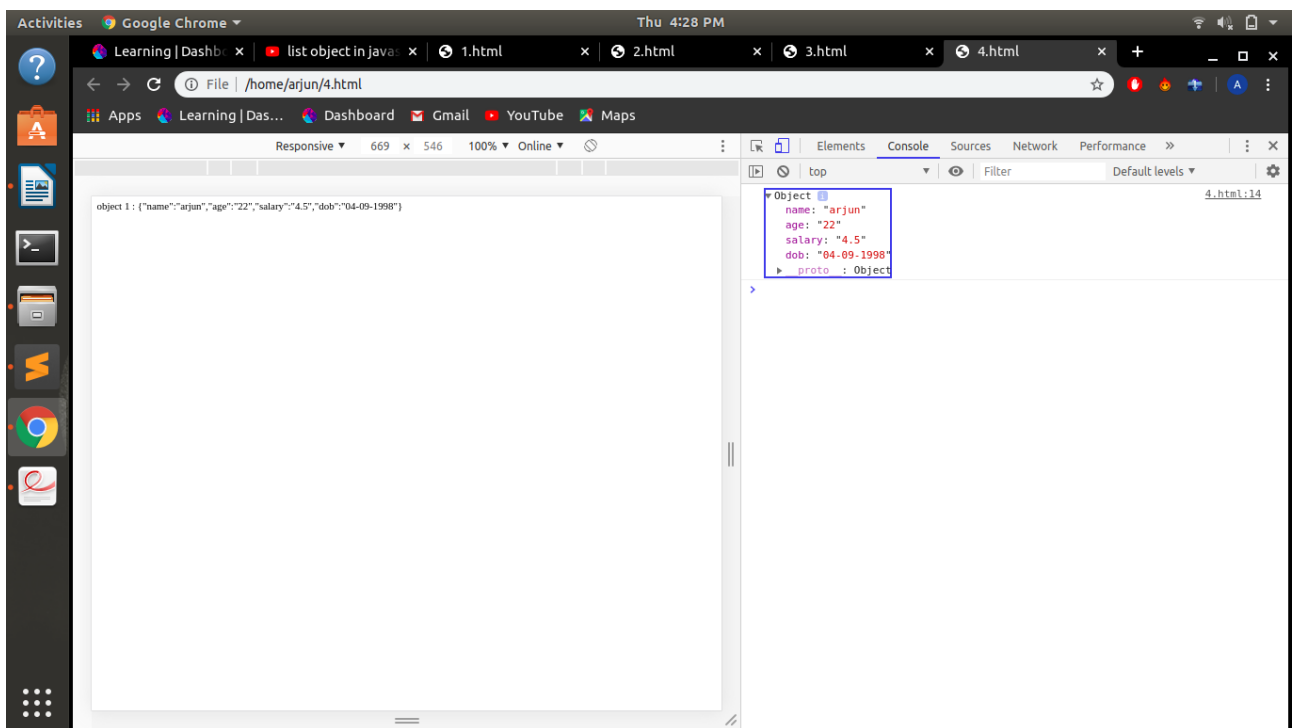 Activities Google Chrome Thu 4:28 PM
Learning | Dashbo list object in javas 1.html 2.html 3.html 4.html
File /home/arjun/4.html A
Apps Learning | Das... Dashboard Gmail YouTube Maps
Responsive 669 × 546 100% Online
Elements Console Sources Network Performance »
top Filter Default levels
object 1 : {"name":"arjun","age":"22","salary":"4.5","dob":"04-09-1998"}
Object i 4.html:14
name: "arjun"
age: "22"
salary: "4.5"
dob: "04-09-1998"
__proto__: Object